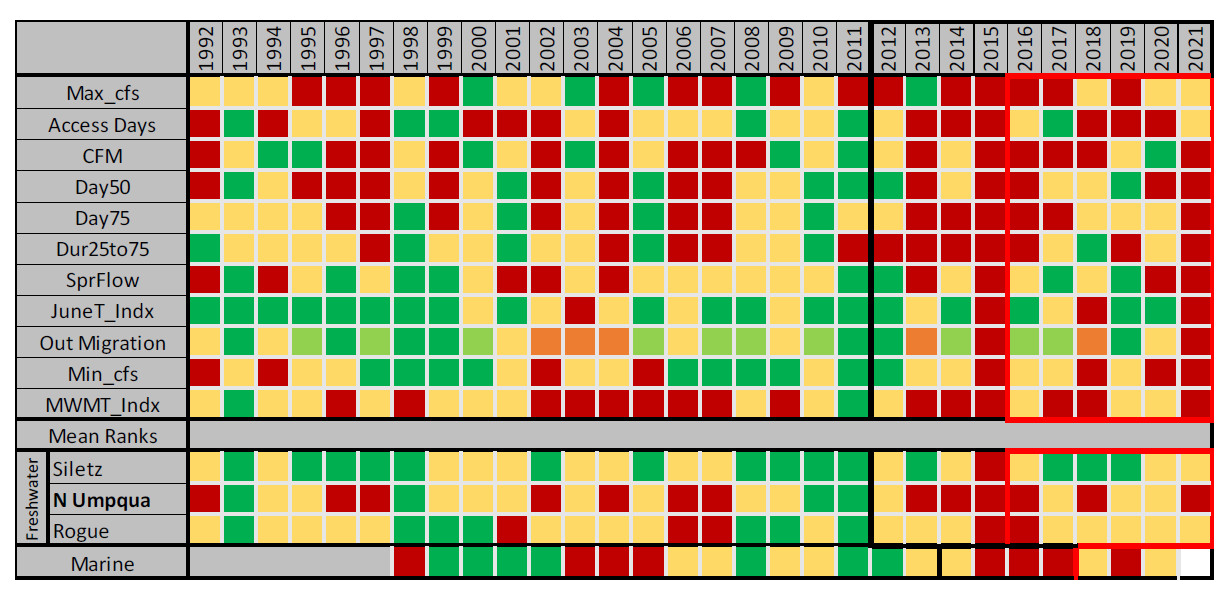 1992 1993 1994 1995 1996 1997 1998 1999 2000 2001 2002 2003 2004 2005 2006 2007 2008 2009 2010 2011 2012 2013 2014 2015 2016 2017 2018 2019 2020 2021
Max_cfs
Access Days
CFM
Day50
Day75
Dur25to75
SprFlow
JuneT_Indx
Out Migration
Min_cfs
MWMT_Indx
Mean Ranks
Freshwater
Siletz
N Umpqua
Rogue
Marine